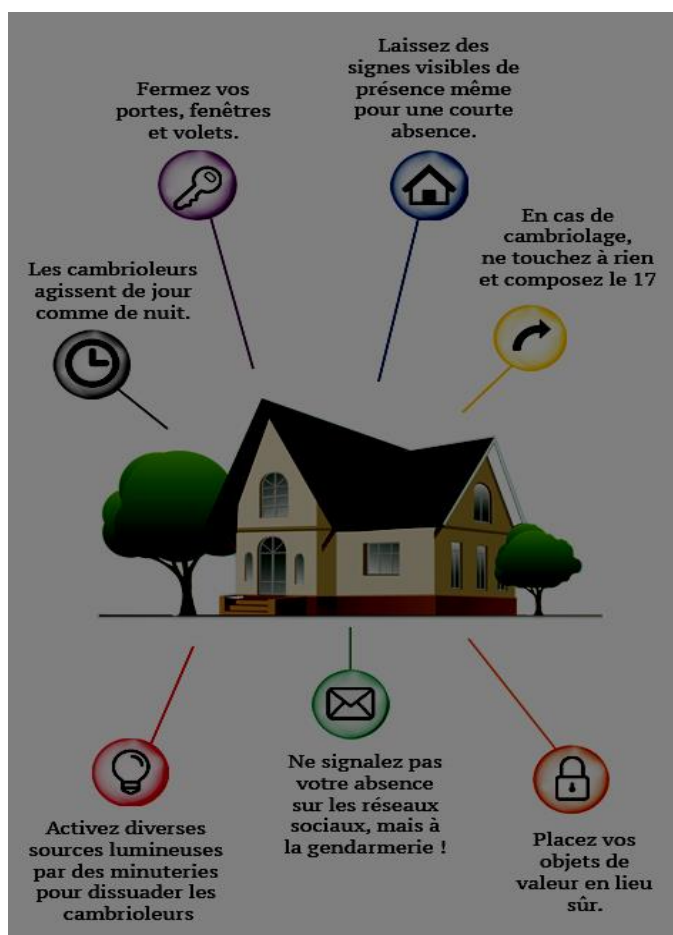 Laissez des
signes visibles de
présence même
pour une courte
absence.
Fermez vos
portes, fenêtres
et volets.
En cas de
cambriolage,
ne touchez à rien
et composez le 17
Les cambrioleurs
agissent de jour
comme de nuit.
Ne signalez pas
votre absence
sur les réseaux
sociaux, mais à
la gendarmerie !
Activez diverses
sources lumineuses
par des minuteries
pour dissuader les
cambrioleurs
Placez vos
objets de
valeur en lieu
sûr.